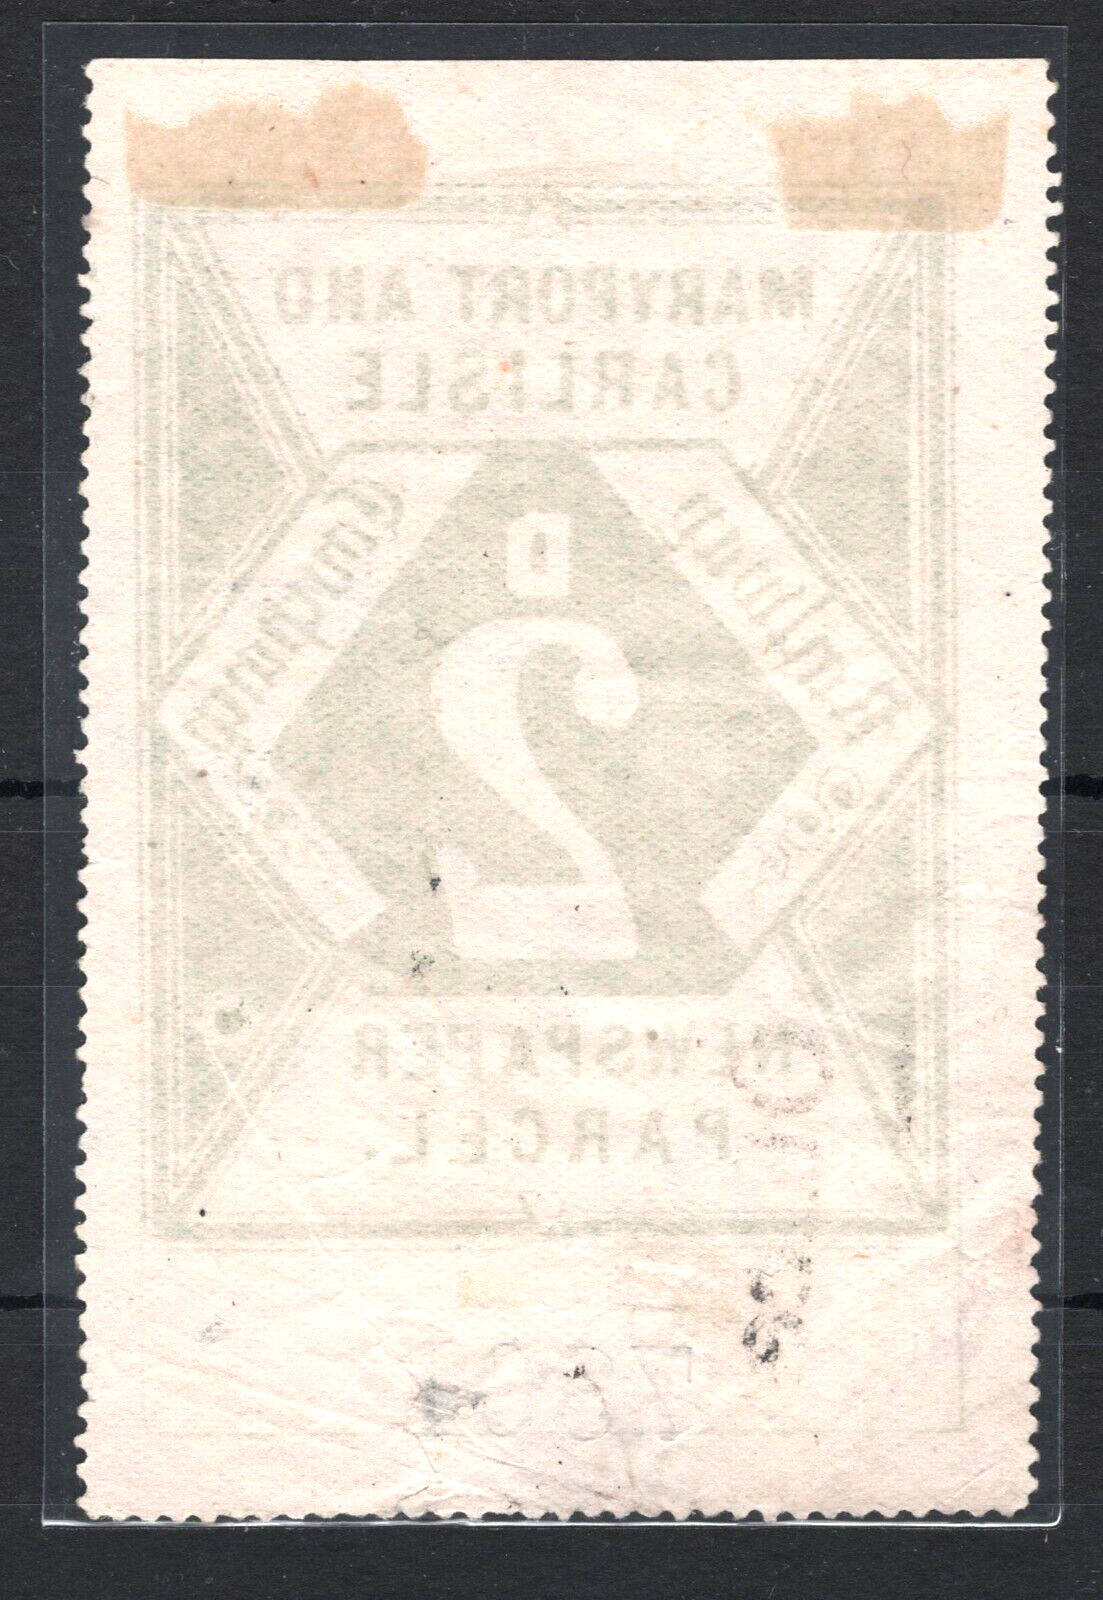 MARYPORT AND
CARLISLE
Railway
Company
D
2
NEWSPAPER
PARCEL.